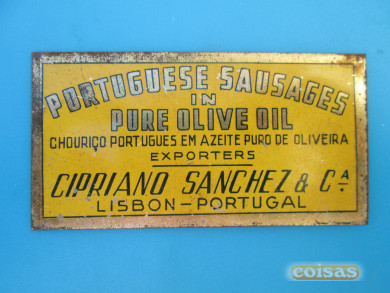 PORTUGUESE SAUSAGES
IN
PURE OLIVE OIL
CHOURIÇO PORTUGUES EM AZEITE PURO DE OLIVEIRA
EXPORTERS
CIPRIANO SANCHEZ & Cᴬ
LISBON-PORTUGAL
coisas